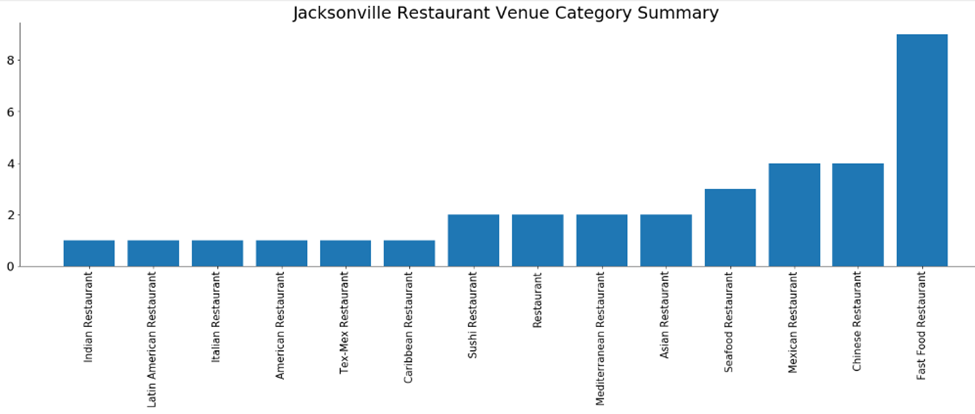 Jacksonville Restaurant Venue Category Summary
8
6
4
2
0
Indian Restaurant
Latin American Restaurant
Italian Restaurant
American Restaurant
Tex-Mex Restaurant
Caribbean Restaurant
Sushi Restaurant
Restaurant
Mediterranean Restaurant
Asian Restaurant
Seafood Restaurant
Mexican Restaurant
Chinese Restaurant
Fast Food Restaurant